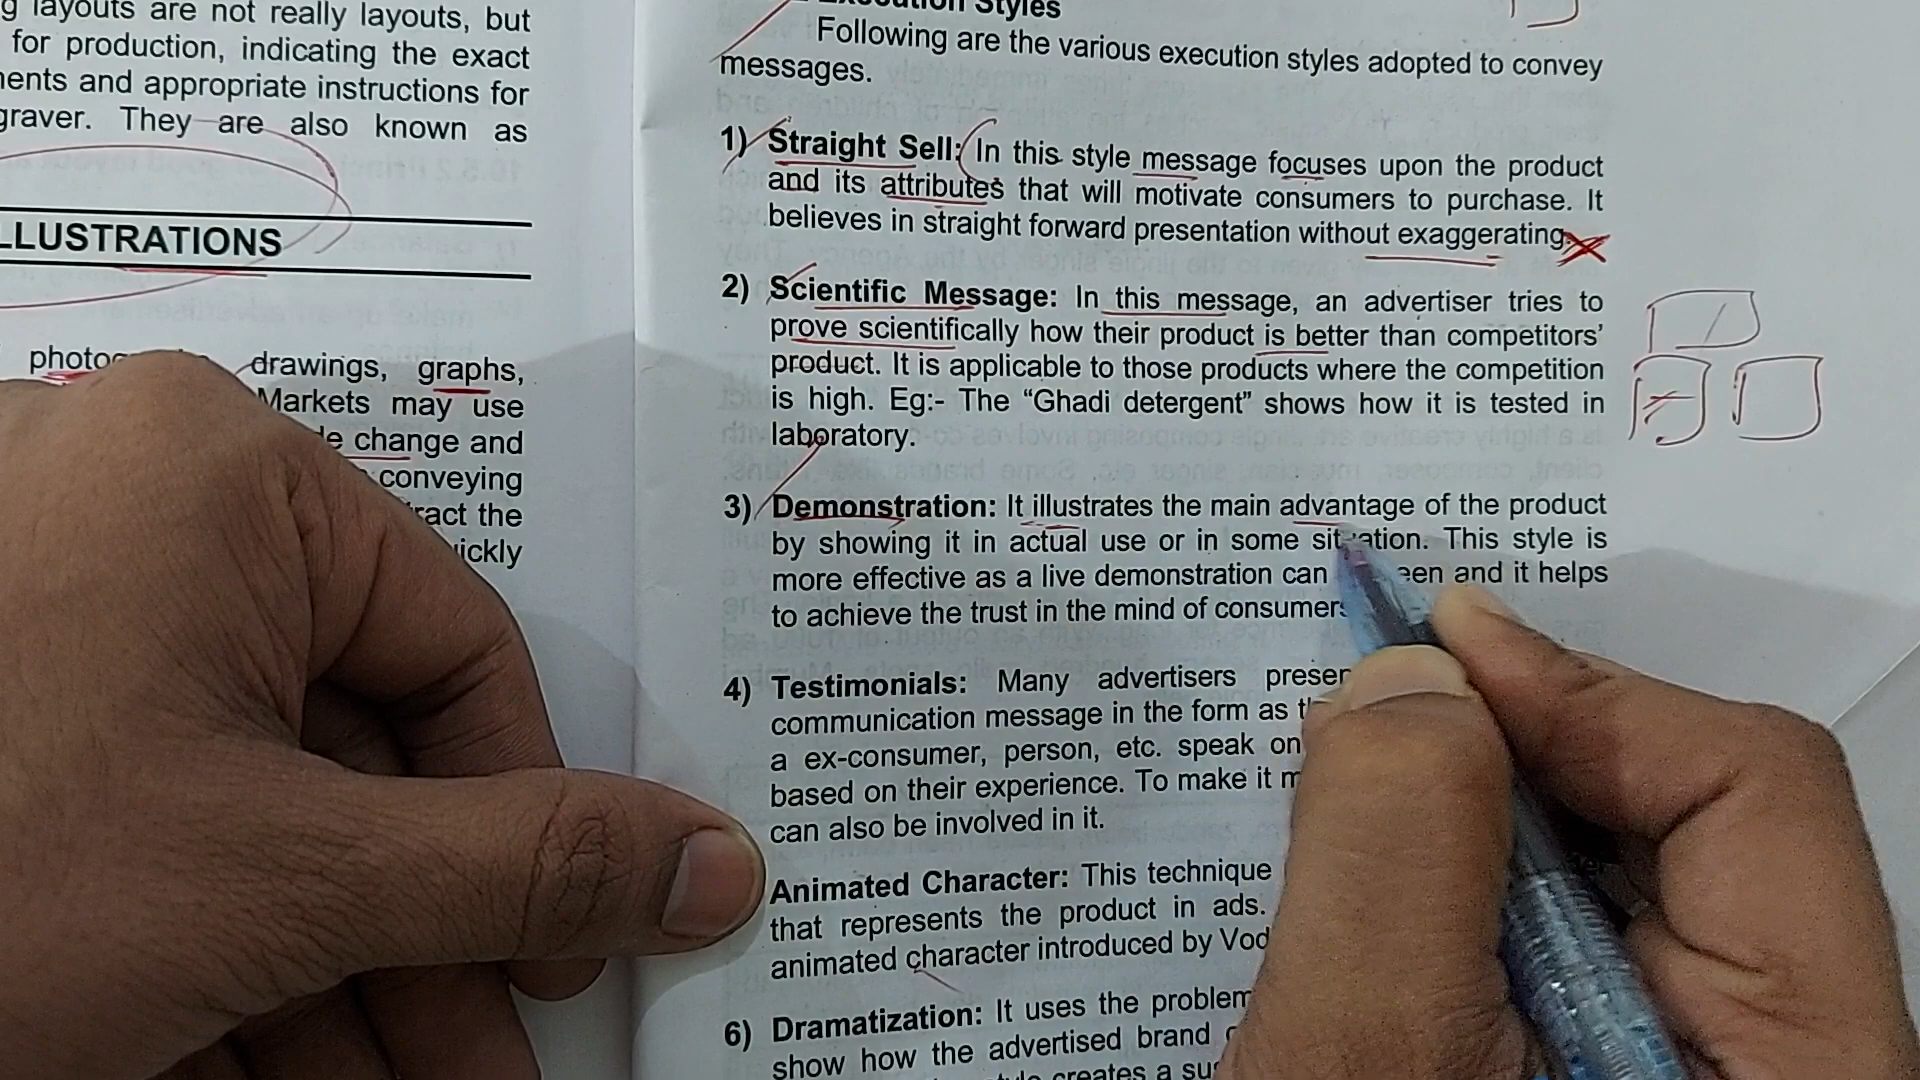 g layouts are not really layouts, but
for production, indicating the exact
ents and appropriate instructions for
graver. They are also known as
LLUSTRATIONS
drawings, graphs,
Markets may use
change and
conveying
the
Styles
Following are the various execution styles adopted to convey
messages.
1) Straight Sell: In this style message focuses upon the product
and its attributes that will motivate consumers to purchase. It
believes in straight forward presentation without exaggerating.
2) Scientific Message: In this message, an advertiser tries to
prove scientifically how their product is better than competitors'
product. It is applicable to those products where the competition
is high. Eg:- The "Ghadi detergent" shows how it is tested in
laboratory.
3) Demonstration: It illustrates the main advantage of the product
by showing it in actual use or in some situation. This style is
more effective as a live demonstration can and it helps
to achieve the trust in the mind of consumers
4) Testimonials: Many advertisers
communication message in the form as
a ex-consumer, person, etc. speak on
based on their experience. To make it
can also be involved in it.
Animated Character: This technique
that represents the product in ads.
animated character introduced by Vod
6) Dramatization: It uses the problem
show how the advertised brand
creates a